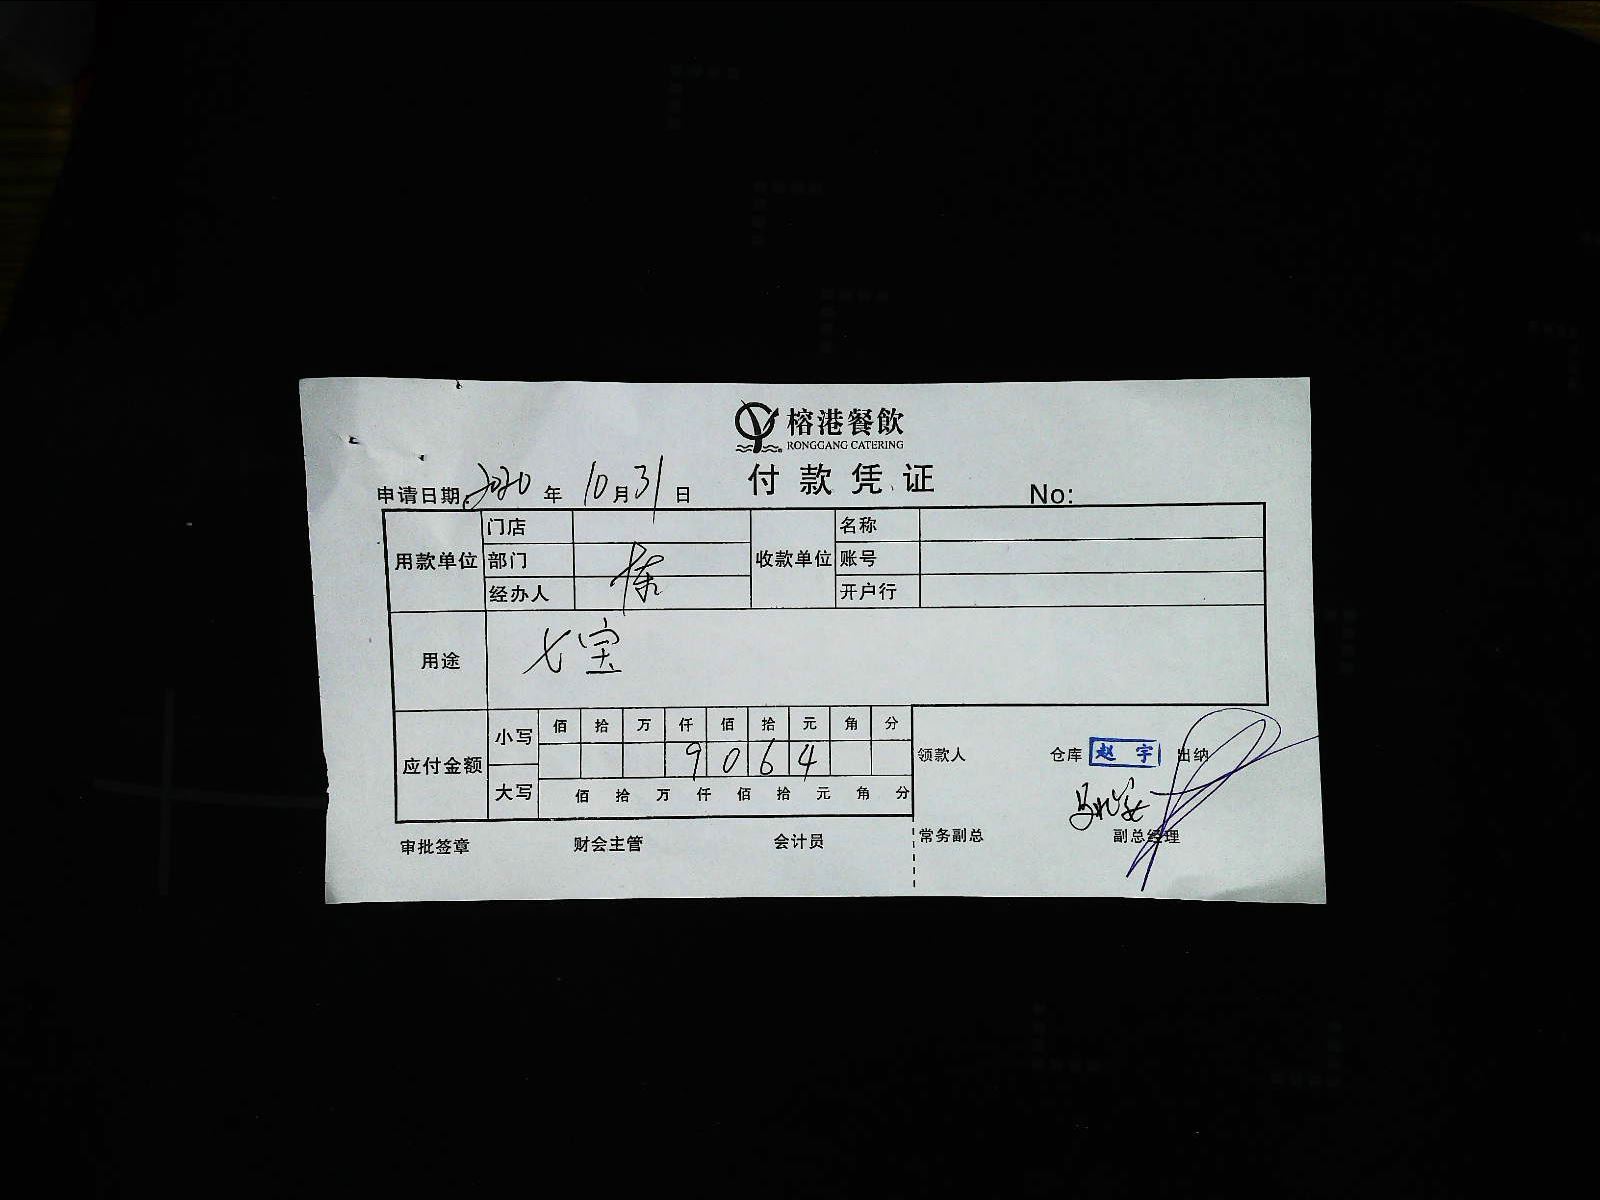 榕港餐飲
RONGGANG CATERING
付款凭证
申请日期: 2020 年 10 月 31 日 No:
用款单位 门店 收款单位 名称
部门 账号
经办人 开户行
用途 七宝
应付金额 小写 佰 拾 万 仟 佰 拾 元 角 分
9 0 6 4
大写 佰 拾 万 仟 佰 拾 元 角 分
领款人 仓库 赵宇 出纳
审批签章 财会主管 会计员 常务副总 副总经理